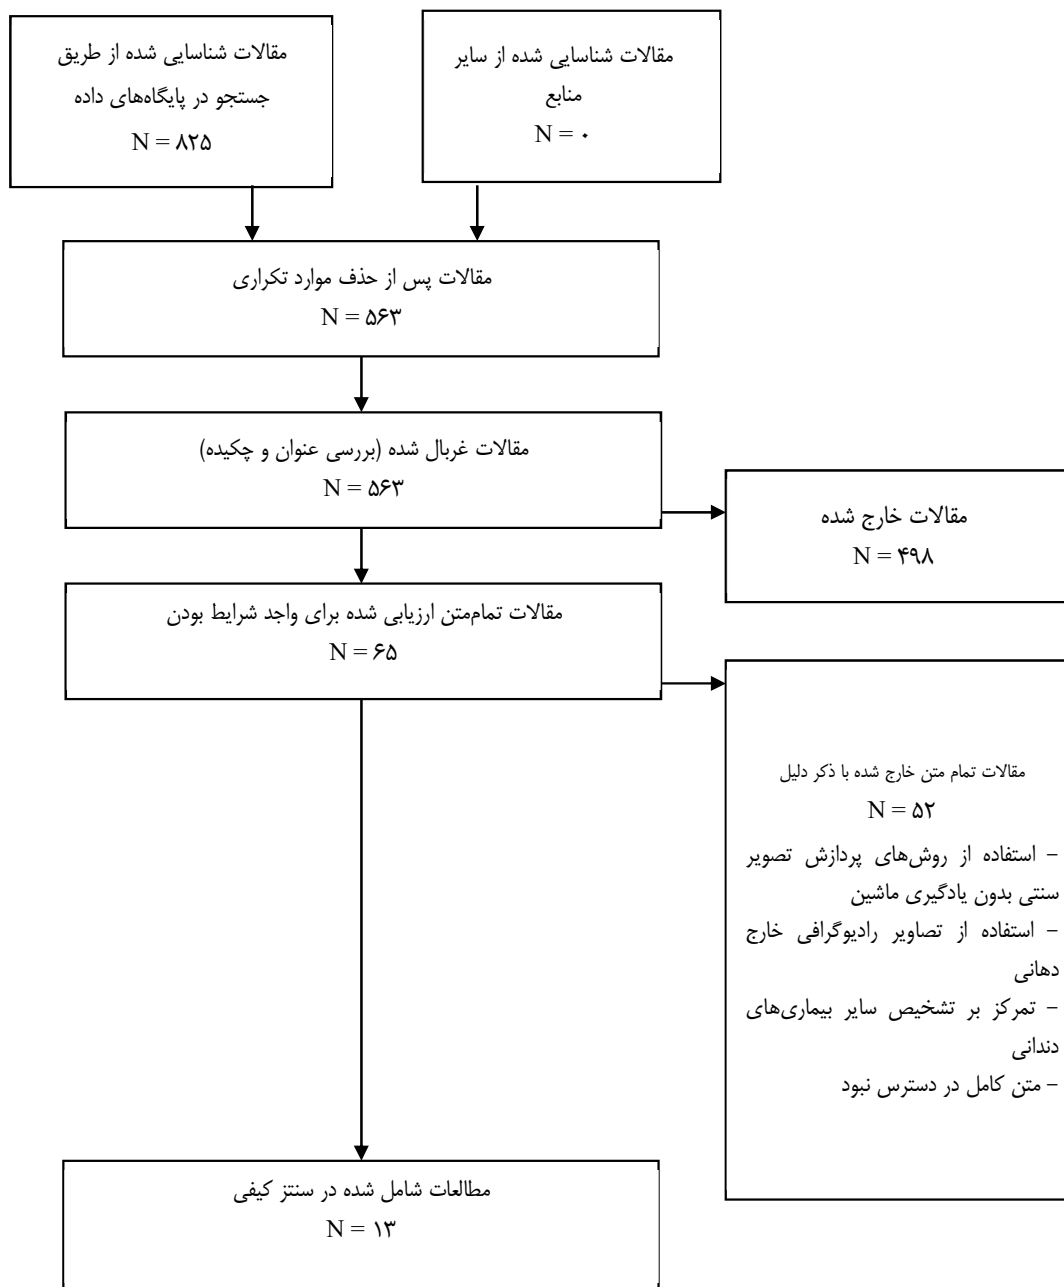 مقالات شناسایی شده از طریق
جستجو در پایگاه‌های داده
N = ۸۲۵
مقالات شناسایی شده از سایر
منابع
N = ۰
مقالات پس از حذف موارد تکراری
N = ۵۶۳
مقالات غربال شده (بررسی عنوان و چکیده)
N = ۵۶۳
مقالات خارج شده
N = ۴۹۸
مقالات تمام‌متن ارزیابی شده برای واجد شرایط بودن
N = ۶۵
مقالات تمام متن خارج شده با ذکر دلیل
N = ۵۲
– استفاده از روش‌های پردازش تصویر
سنتی بدون یادگیری ماشین
– استفاده از تصاویر رادیوگرافی خارج
دهانی
– تمرکز بر تشخیص سایر بیماری‌های
دندانی
– متن کامل در دسترس نبود
مطالعات شامل شده در سنتز کیفی
N = ۱۳